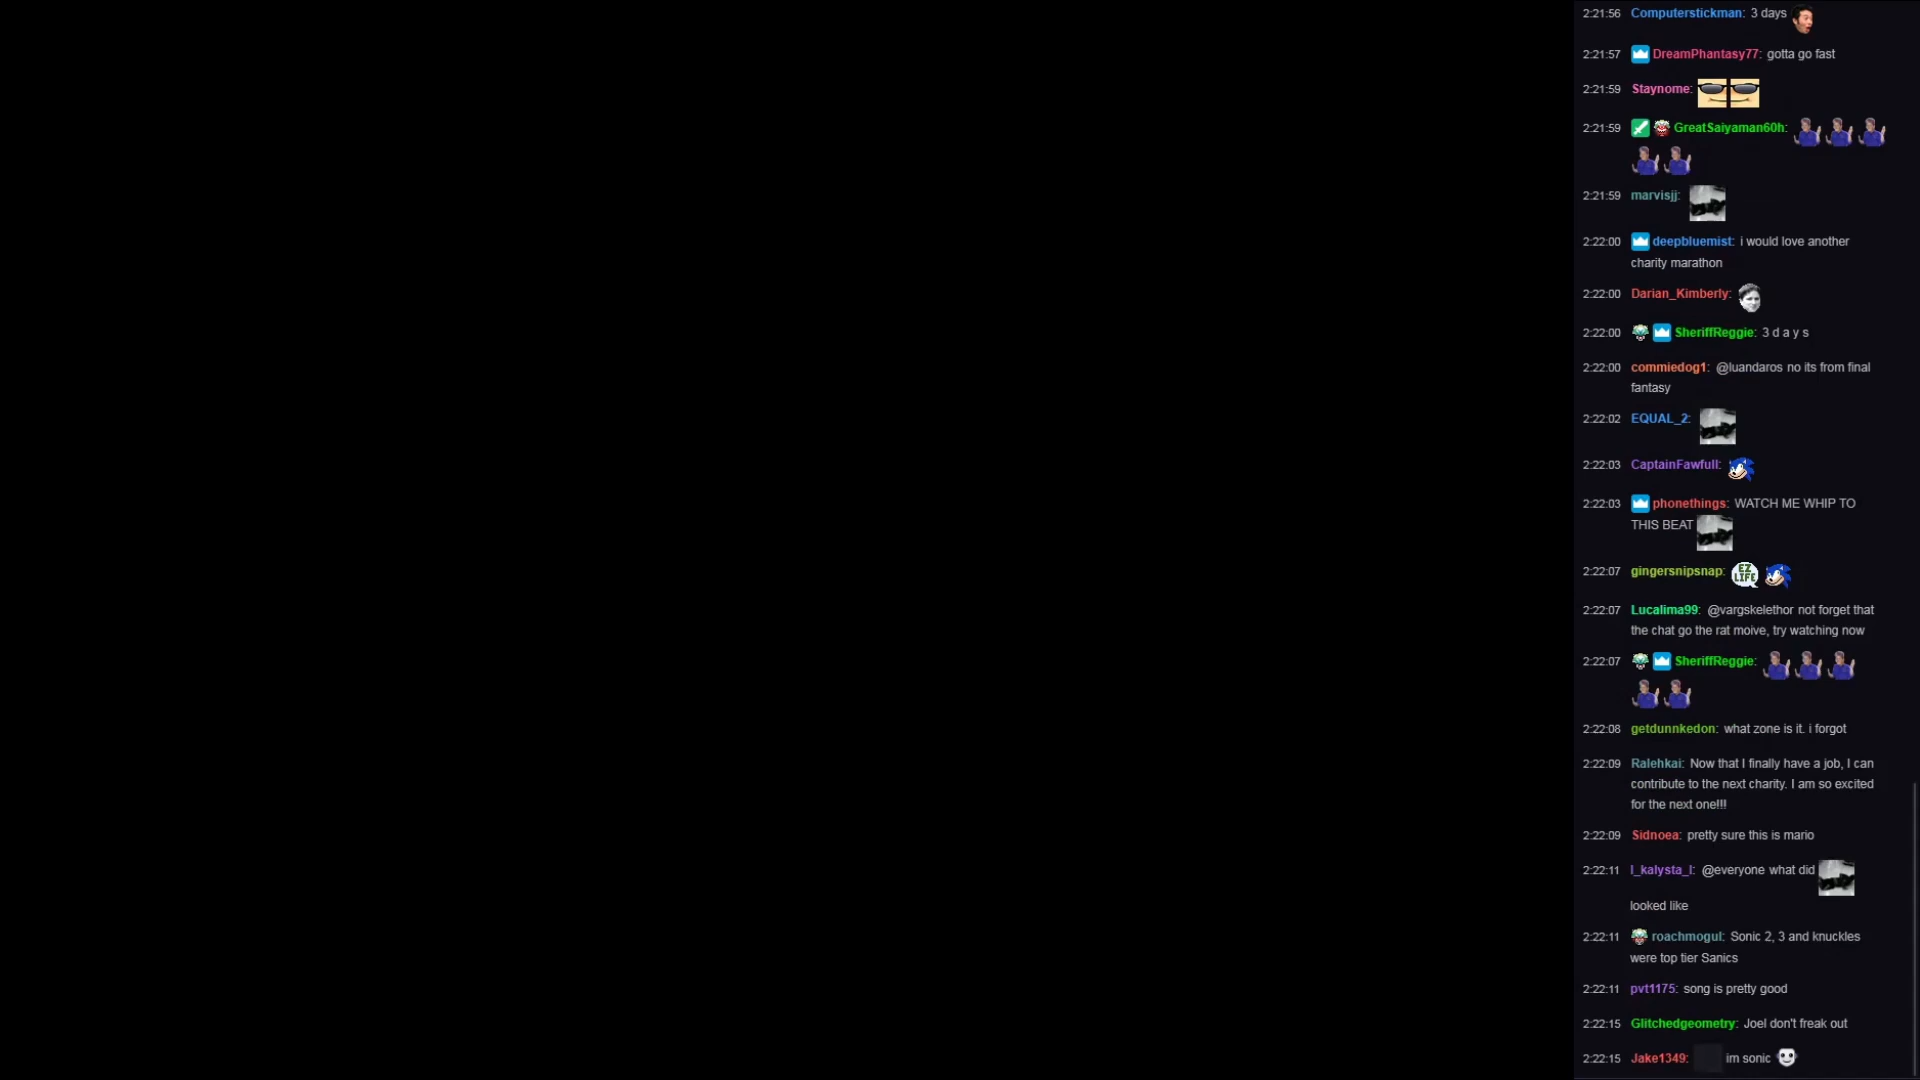 2:21:56 Computerstickman: 3 days
2:21:57 DreamPhantasy77: gotta go fast
2:21:59 Staynome:
2:21:59 GreatSaiyaman60h:
2:21:59 marvisjj:
2:22:00 deepbluemist: i would love another
charity marathon
2:22:00 Darian_Kimberly:
2:22:00 SheriffReggie: 3 d a y s
2:22:00 commiedog1: @luandaros no its from final
fantasy
2:22:02 EQUAL_2:
2:22:03 CaptainFawfull:
2:22:03 phonethings: WATCH ME WHIP TO
THIS BEAT
2:22:07 gingersnipsnap: EZ
LIFE
2:22:07 Lucalima99: @vargskelethor not forget that
the chat go the rat moive, try watching now
2:22:07 SheriffReggie:
2:22:08 getdunnkedon: what zone is it. i forgot
2:22:09 Ralehkai: Now that I finally have a job, I can
contribute to the next charity. I am so excited
for the next one!!!
2:22:09 Sidnoea: pretty sure this is mario
2:22:11 l_kalysta_l: @everyone what did
looked like
2:22:11 roachmogul: Sonic 2, 3 and knuckles
were top tier Sanics
2:22:11 pvt1175: song is pretty good
2:22:15 Glitchedgeometry: Joel don't freak out
2:22:15 Jake1349: im sonic